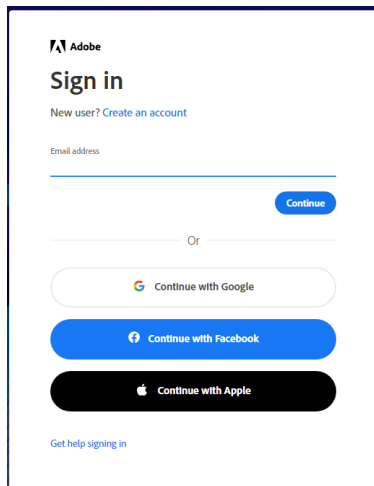 Adobe
Sign in
New user? Create an account
Email address
Continue
Or
Continue with Google
Continue with Facebook
Continue with Apple
Get help signing in